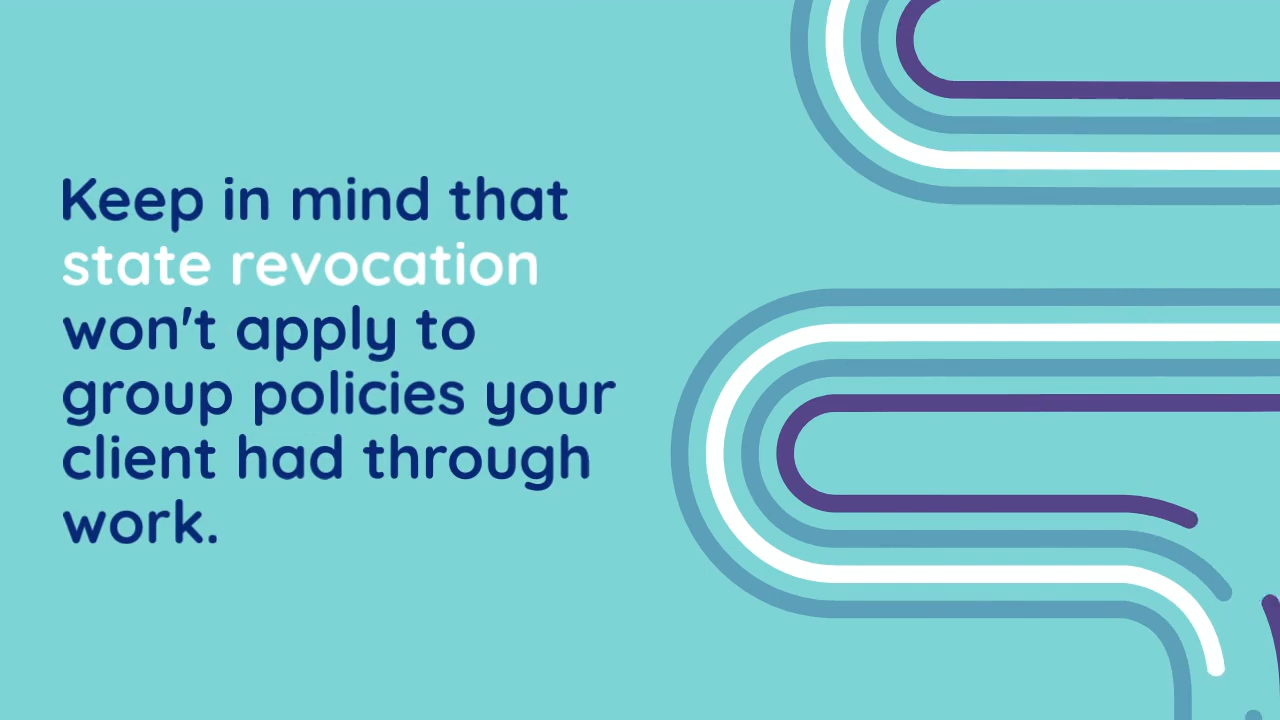 Keep in mind that
state revocation
won't apply to
group policies your
client had through
work.